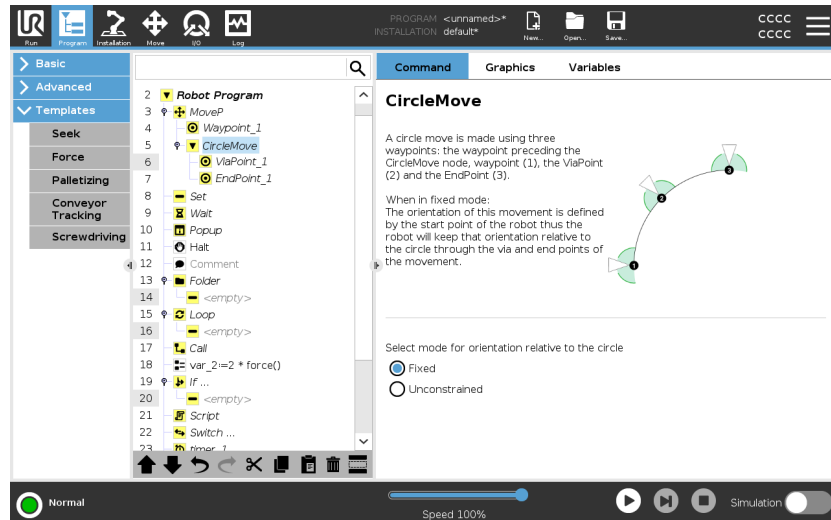 PROGRAM <unnamed>*
INSTALLATION default*
CCCC
CCCC
UR
Run
Program
Installation
Move
I/O
Log
New...
Open...
Save...
Basic
Advanced
Templates
Seek
Force
Palletizing
Conveyor
Tracking
Screwdriving
2 Robot Program
3 MoveP
4 Waypoint_1
5 CircleMove
6 ViaPoint_1
7 EndPoint_1
8 Set
9 Wait
10 Popup
11 Halt
12 Comment
13 Folder
14 <empty>
15 Loop
16 <empty>
17 Call
18 var_2:=2 * force()
19 If ...
20 <empty>
21 Script
22 Switch ...
23 timer_1
Command
Graphics
Variables
CircleMove
A circle move is made using three
waypoints: the waypoint preceding the
CircleMove node, waypoint (1), the ViaPoint
(2) and the EndPoint (3).
When in fixed mode:
The orientation of this movement is defined
by the start point of the robot thus the
robot will keep that orientation relative to
the circle through the via and end points of
the movement.
3
2
1
Select mode for orientation relative to the circle
Fixed
Unconstrained
Normal
Speed 100%
Simulation